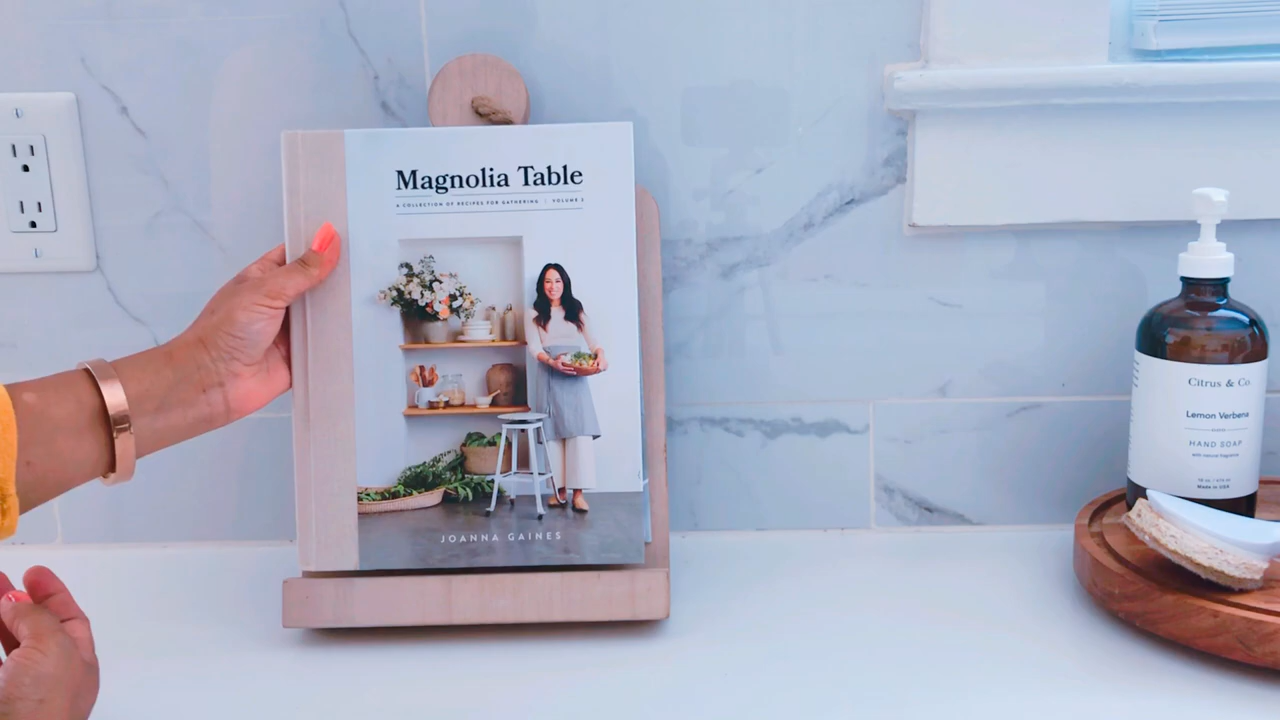 Magnolia Table
A COLLECTION OF RECIPES FOR GATHERING | VOLUME 2
JOANNA GAINES
Citrus & Co.
Lemon Verbena
HAND SOAP
with natural fragrance
Made in USA